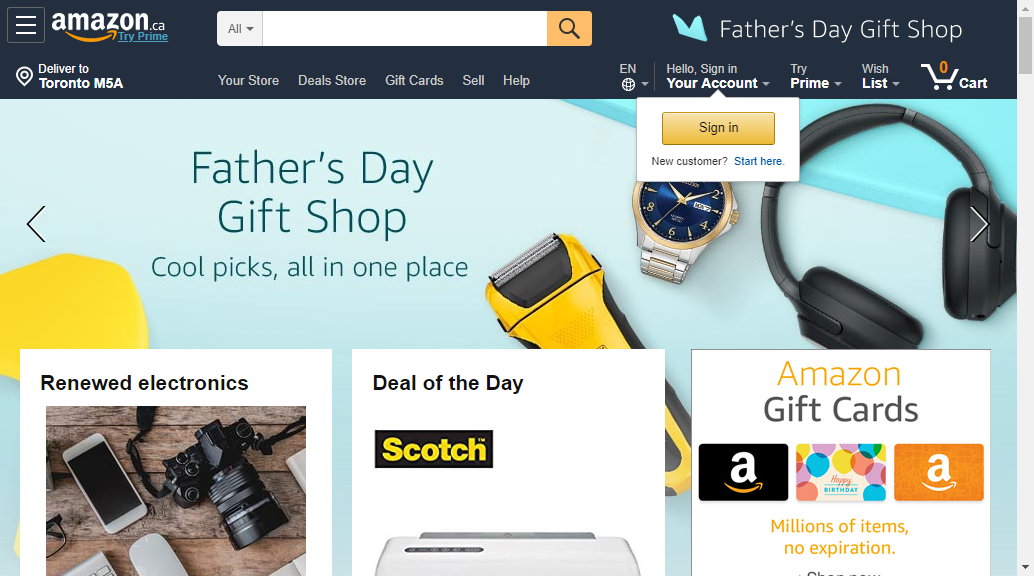 amazon.ca
Try Prime
All
Father's Day Gift Shop
Deliver to
Toronto M5A
Your Store
Deals Store
Gift Cards
Sell
Help
EN
Hello, Sign in
Your Account
Try
Prime
Wish
List
0
Cart
Sign in
New customer? Start here.
Father's Day
Gift Shop
Cool picks, all in one place
Renewed electronics
Deal of the Day
Scotch™
Amazon
Gift Cards
a
Happy
BIRTHDAY
a
Millions of items,
no expiration.
Shop now